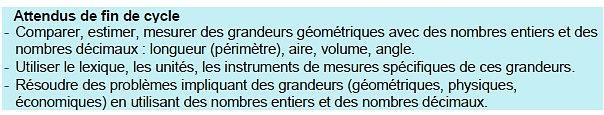 Attendus de fin de cycle
- Comparer, estimer, mesurer des grandeurs géométriques avec des nombres entiers et des
nombres décimaux : longueur (périmètre), aire, volume, angle.
- Utiliser le lexique, les unités, les instruments de mesures spécifiques de ces grandeurs.
- Résoudre des problèmes impliquant des grandeurs (géométriques, physiques,
économiques) en utilisant des nombres entiers et des nombres décimaux.